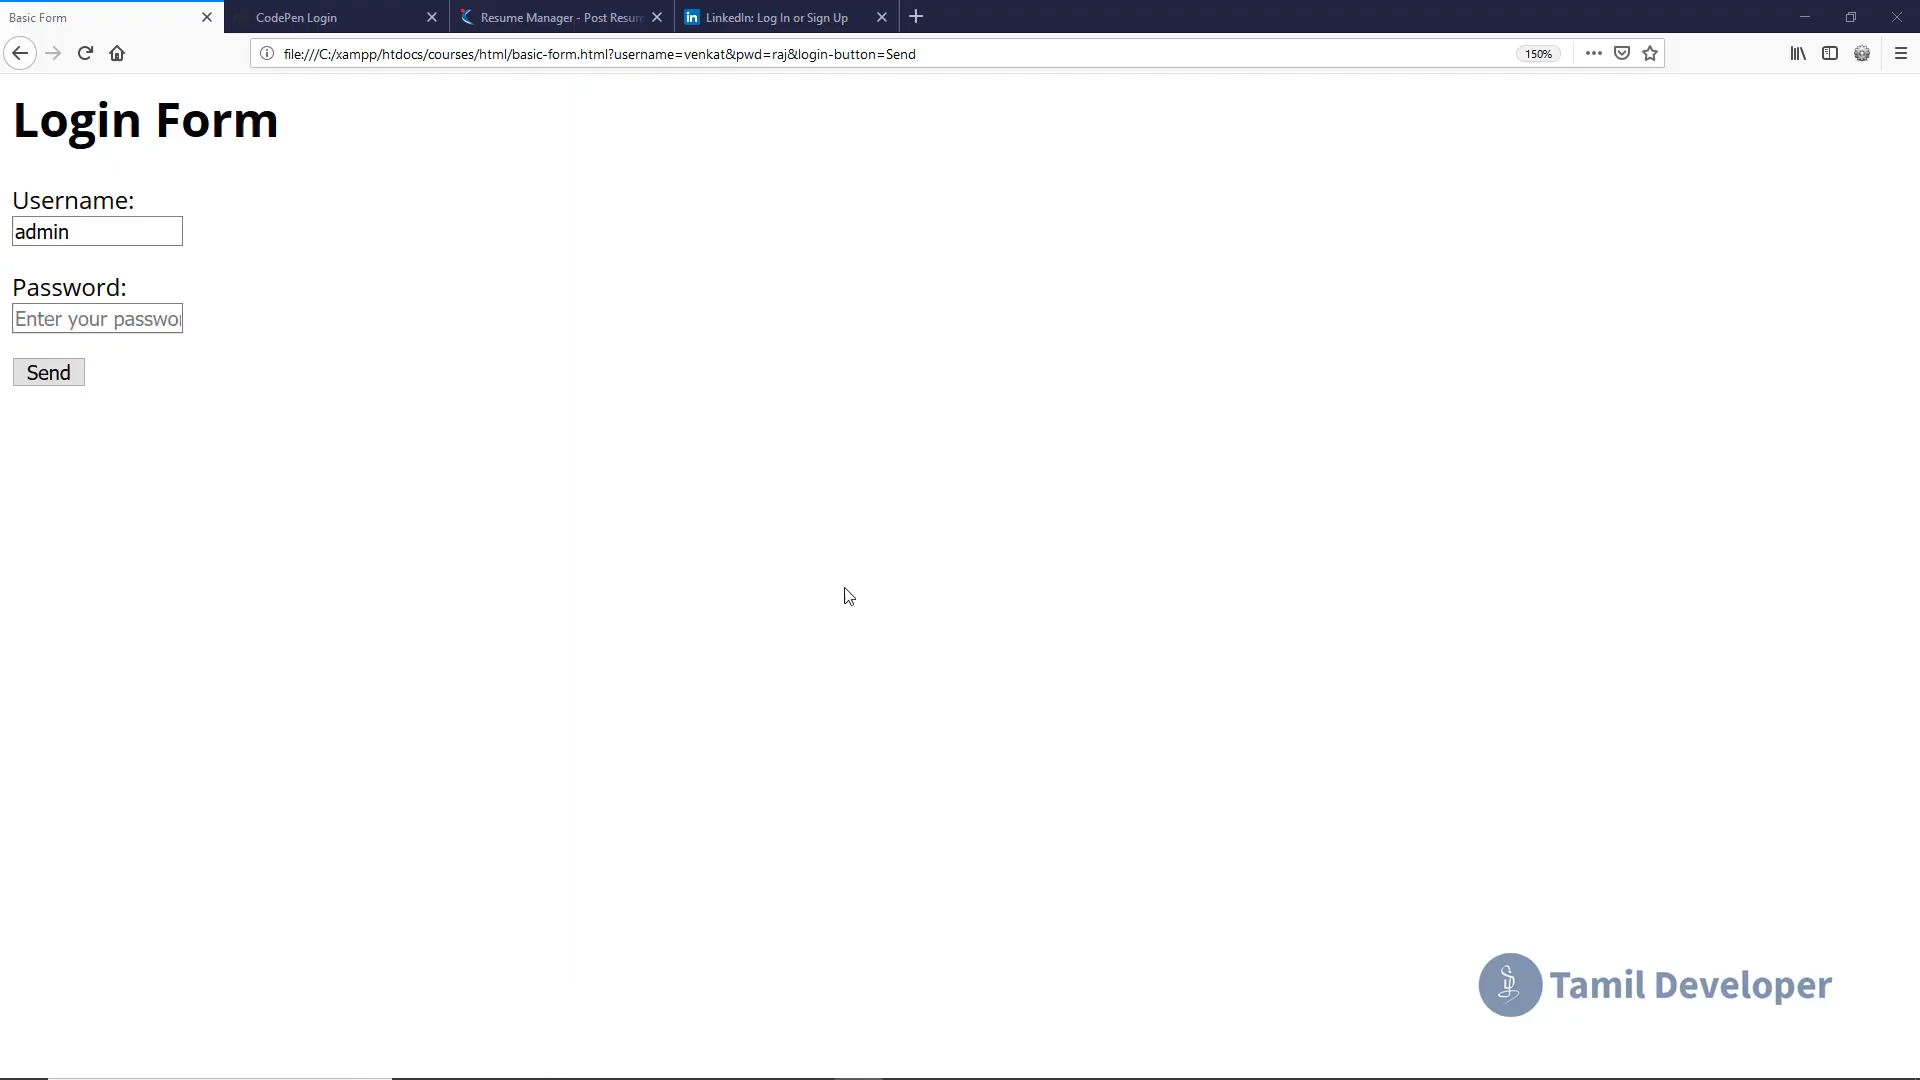 Basic Form
CodePen Login
Resume Manager - Post Resum
LinkedIn: Log In or Sign Up
file:///C:/xampp/htdocs/courses/html/basic-form.html?username=venkat&pwd=raj&login-button=Send
150%
Login Form
Username:
admin
Password:
Enter your passwor
Send
Tamil Developer